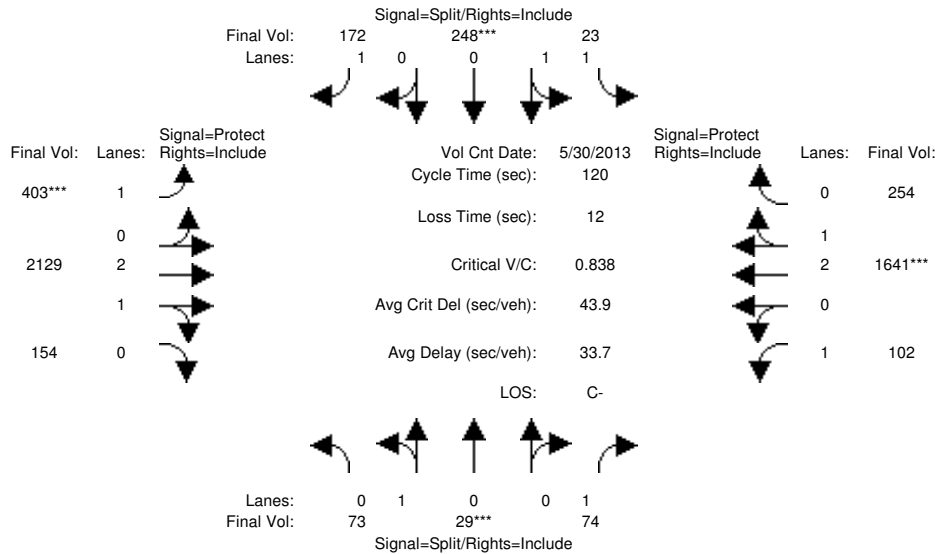 Signal=Split/Rights=Include
Final Vol: 172 248*** 23
Lanes: 1 0 0 1 1
Signal=Protect Signal=Protect
Final Vol: Lanes: Rights=Include Vol Cnt Date: 5/30/2013 Rights=Include Lanes: Final Vol:
Cycle Time (sec): 120
403*** 1 0 254
Loss Time (sec): 12
0 1
2129 2 Critical V/C: 0.838 2 1641***
1 Avg Crit Del (sec/veh): 43.9 0
154 0 Avg Delay (sec/veh): 33.7 1 102
LOS: C-
Lanes: 0 1 0 0 1
Final Vol: 73 29*** 74
Signal=Split/Rights=Include